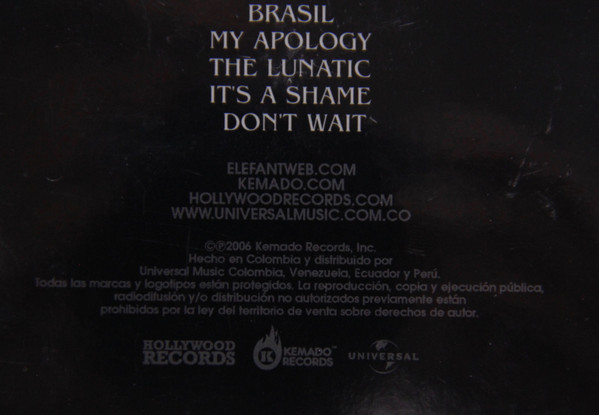 BRASIL
MY APOLOGY
THE LUNATIC
IT'S A SHAME
DON'T WAIT
ELEFANTWEB.COM
KEMADO.COM
HOLLYWOODRECORDS.COM
WWW.UNIVERSALMUSIC.COM.CO
©℗2006 Kemado Records, Inc.
Hecho en Colombia y distribuido por
Universal Music Colombia, Venezuela, Ecuador y Perú.
Todas las marcas y logotipos están protegidos. La reproducción, copia y ejecución pública,
radiodifusión y/o distribución no autorizados previamente están
prohibidos por la ley del territorio de venta sobre derechos de autor.
HOLLYWOOD RECORDS
K KEMADO™ RECORDS
UNIVERSAL